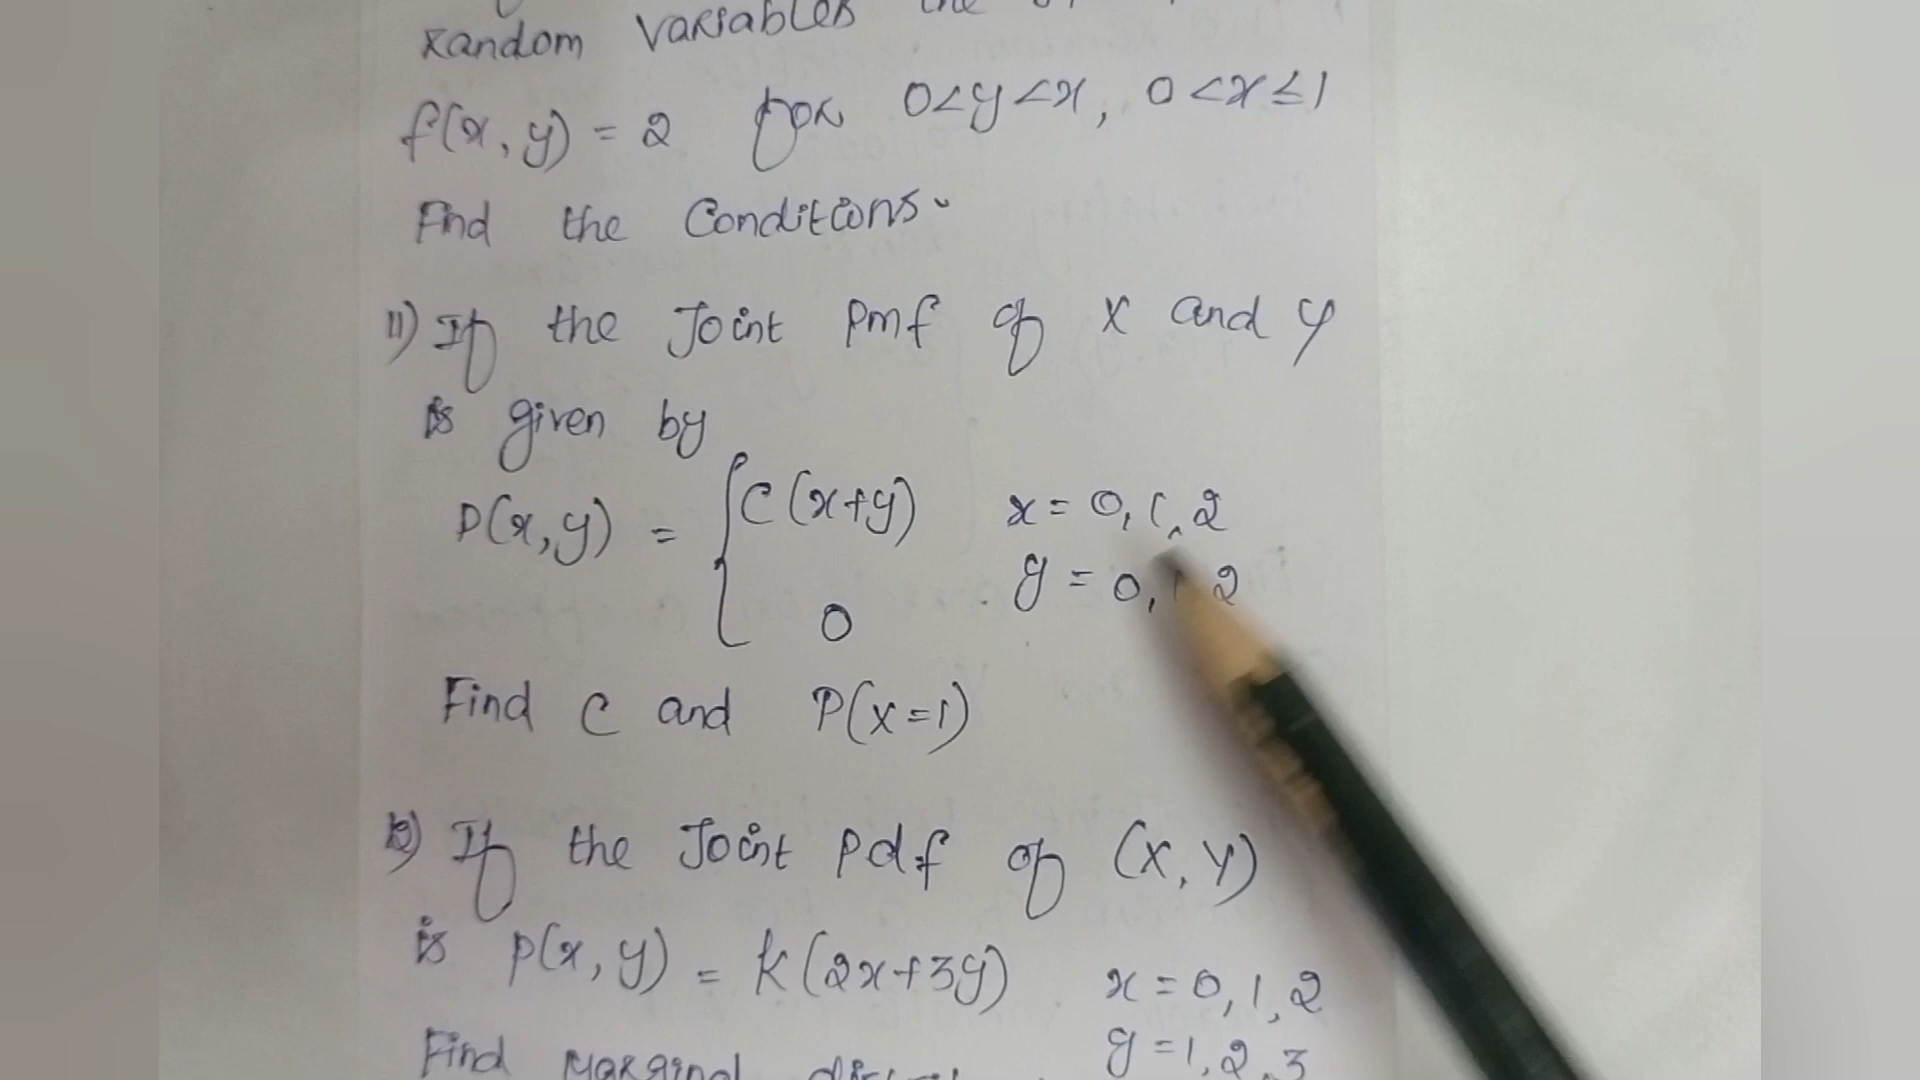 random variables the
f(x,y) = 2 for 0<y<x, 0<x≤1
Find the Conditions.
11) If the Joint Pmf of X and Y
is given by
P(x,y) = { C(x+y) x = 0,1,2
y = 0,1,2
0
Find C and P(X=1)
12) If the Joint Pdf of (X,Y)
is P(x,y) = K(2x+3y) x = 0,1,2
y = 1,2,3
Find Marginal